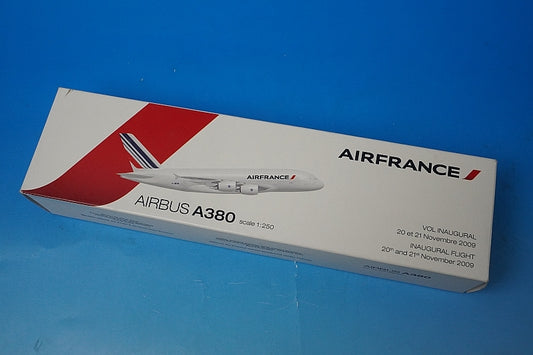 AIRFRANCE
AIRFRANCE
AIRBUS A380 scale 1:250
VOL INAUGURAL
20 et 21 Novembre 2009
INAUGURAL FLIGHT
20th and 21st November 2009
AIRBUS A380